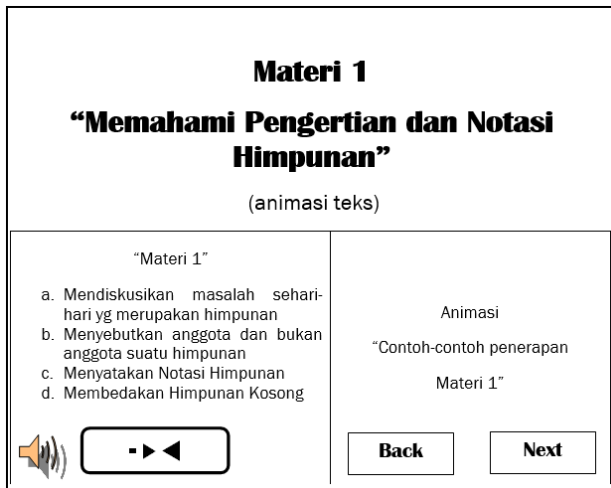 Materi 1
“Memahami Pengertian dan Notasi
Himpunan”
(animasi teks)
“Materi 1”
a. Mendiskusikan masalah sehari-
hari yg merupakan himpunan
b. Menyebutkan anggota dan bukan
anggota suatu himpunan
c. Menyatakan Notasi Himpunan
d. Membedakan Himpunan Kosong
Animasi
“Contoh-contoh penerapan
Materi 1”
Back
Next